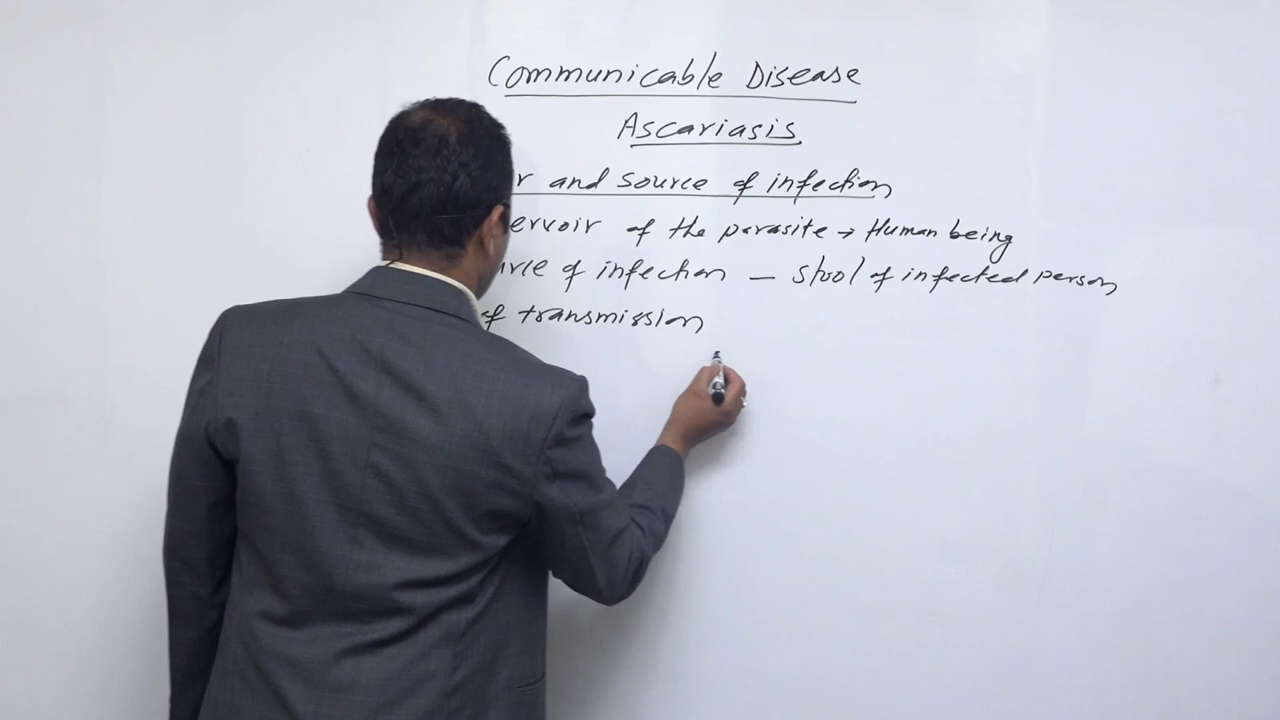 Communicable Disease
Ascariasis
r and source of infection
ervoir of the parasite → Human being
urce of infection — stool of infected person
of transmission